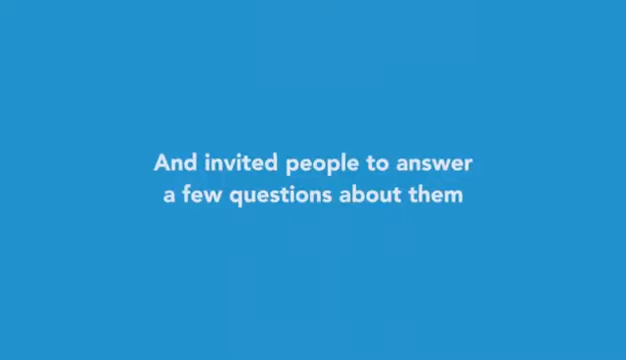 And invited people to answer
a few questions about them